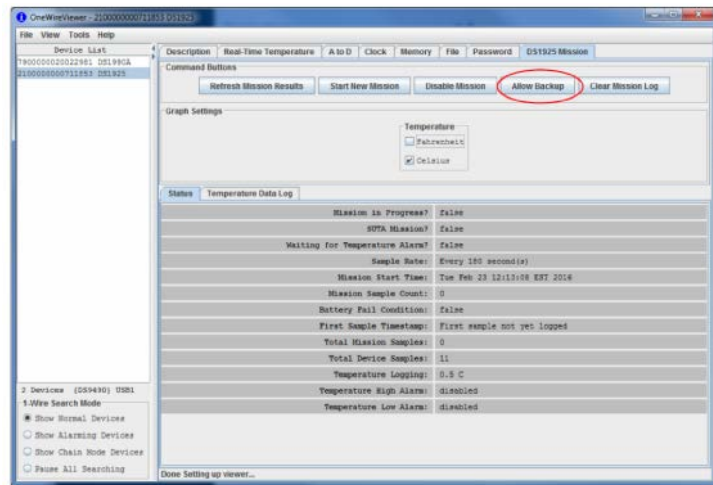 OneWireViewer - 2100000000711853 DS1925
File View Tools Help
Device List
7900000020022981 DS1990A
2100000000711853 DS1925
2 Devices (DS9490) USB1
1-Wire Search Mode
Show Normal Devices
Show Alarming Devices
Show Chain Mode Devices
Pause All Searching
Description Real-Time Temperature A to D Clock Memory File Password DS1925 Mission
Command Buttons
Refresh Mission Results Start New Mission Disable Mission Allow Backup Clear Mission Log
Graph Settings
Temperature
Fahrenheit
Celsius
Status Temperature Data Log
Mission in Progress? false
SUTA Mission? false
Waiting for Temperature Alarm? false
Sample Rate: Every 180 second(s)
Mission Start Time: Tue Feb 23 12:13:08 EST 2016
Mission Sample Count: 0
Battery Fail Condition: false
First Sample Timestamp: First sample not yet logged
Total Mission Samples: 0
Total Device Samples: 11
Temperature Logging: 0.5 C
Temperature High Alarm: disabled
Temperature Low Alarm: disabled
Done Setting up viewer...